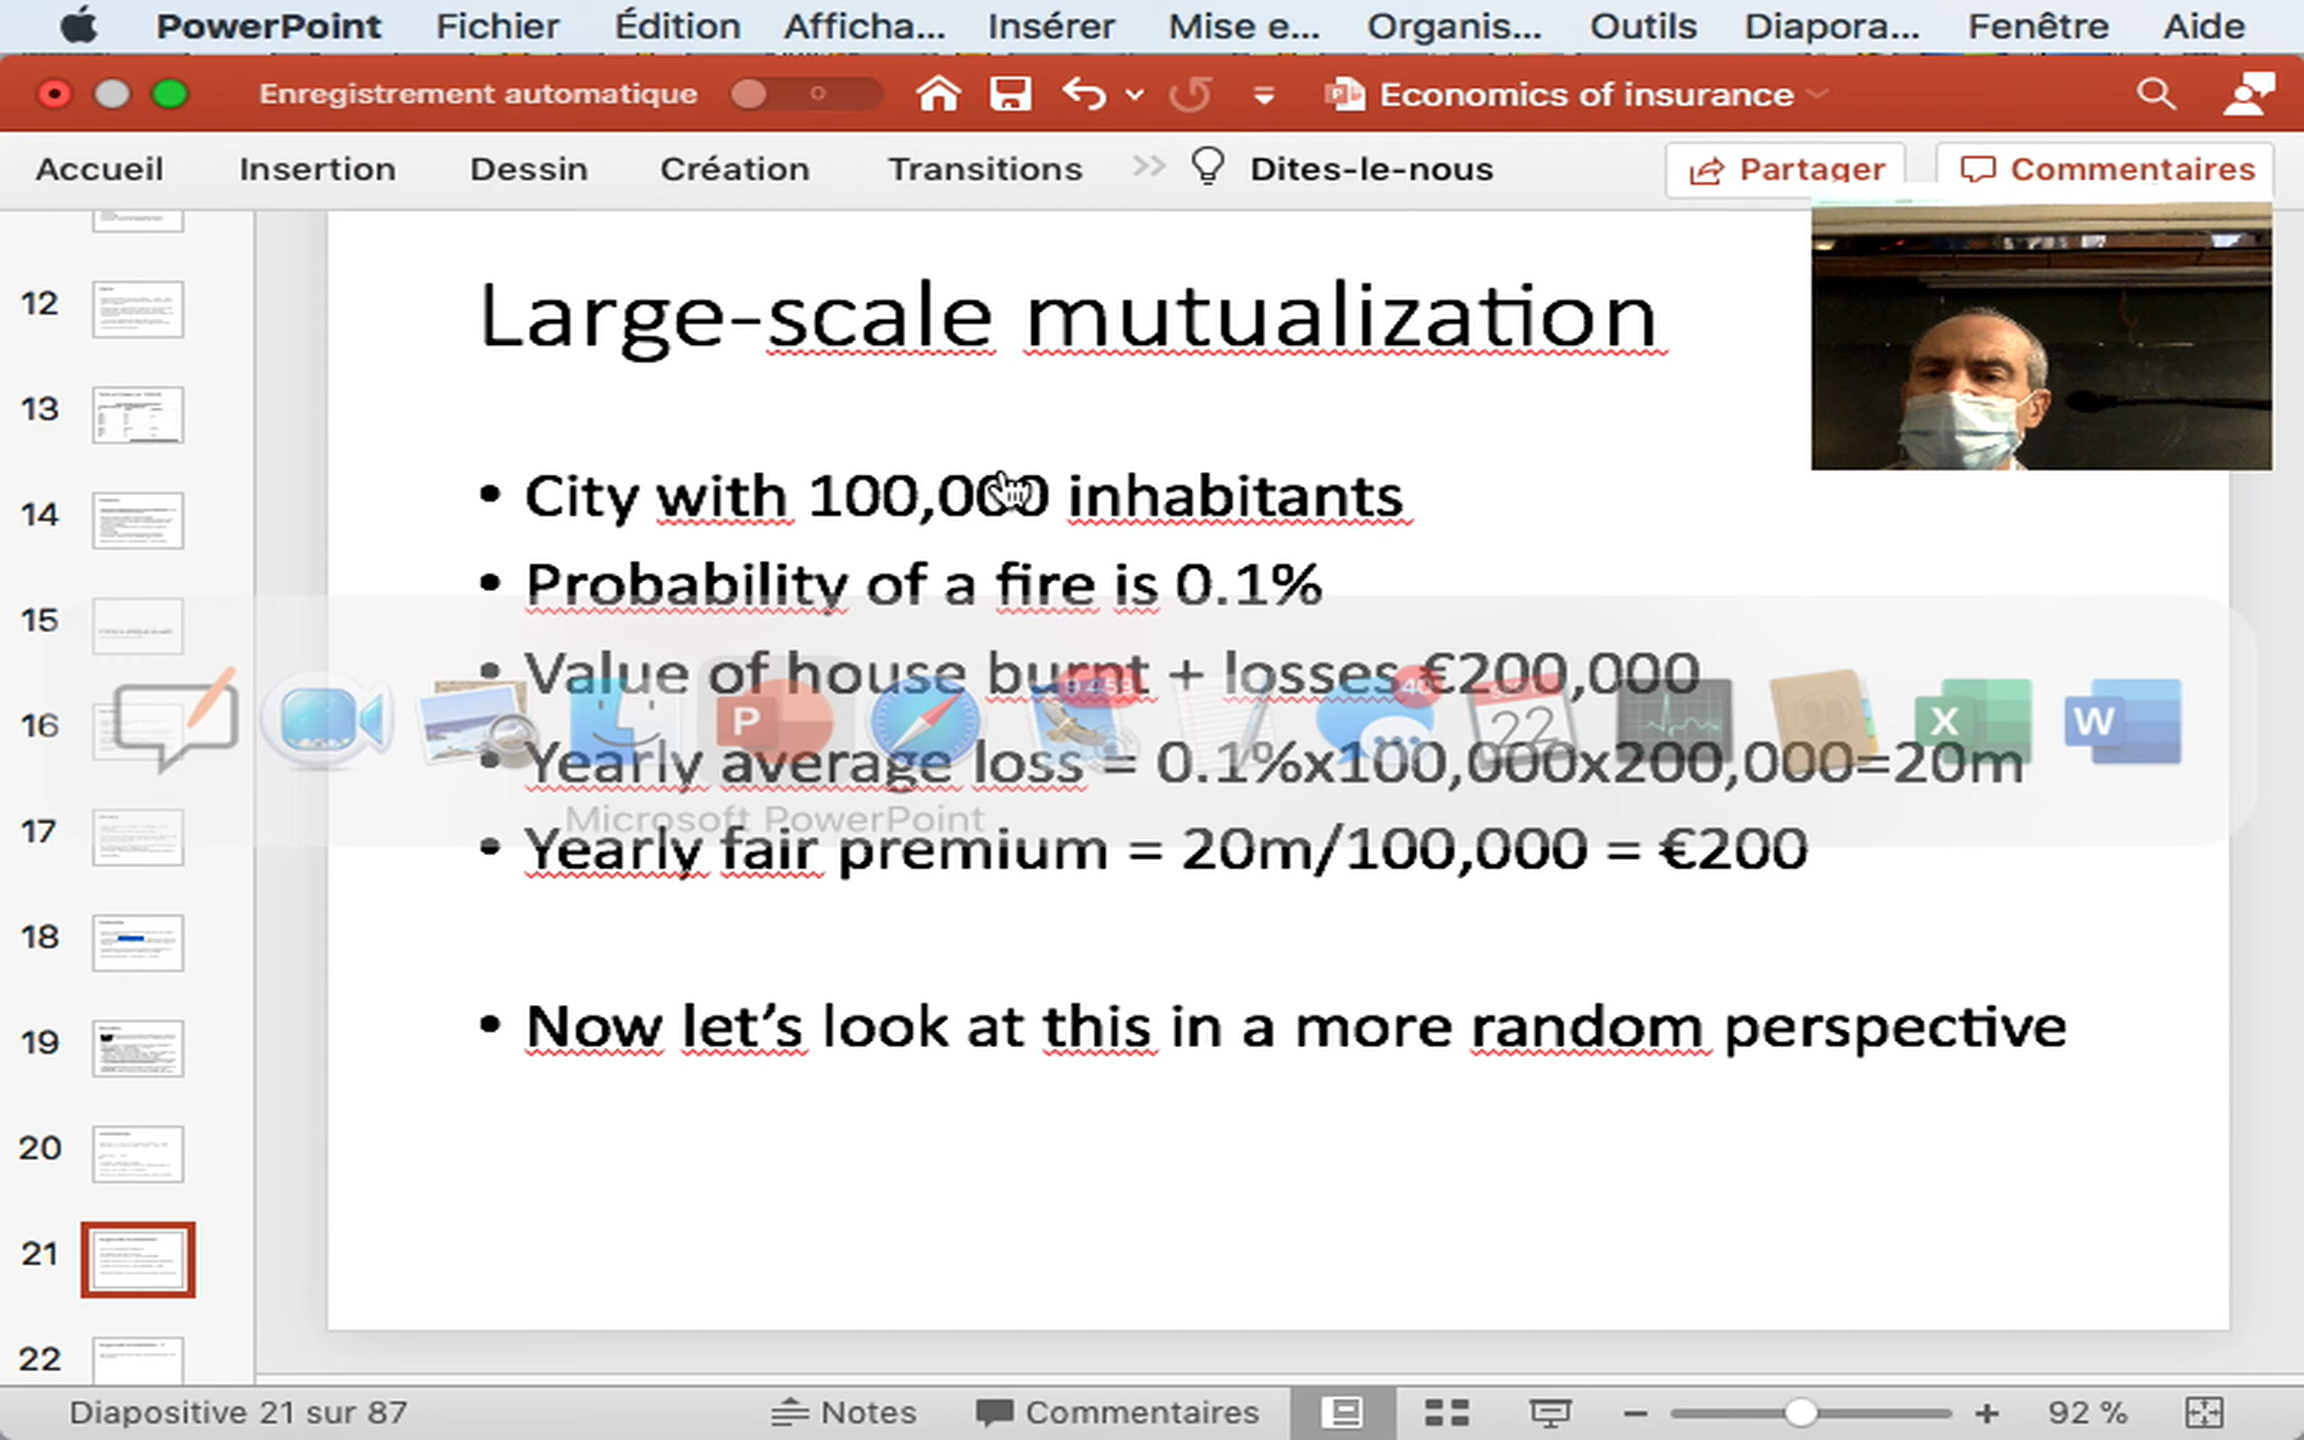 PowerPoint Fichier Édition Afficha... Insérer Mise e... Organis... Outils Diapora... Fenêtre Aide
Enregistrement automatique Economics of insurance
Accueil Insertion Dessin Création Transitions >> Dites-le-nous Partager Commentaires
12
13
14
15
16
17
18
19
20
21
22
Large-scale mutualization
• City with 100,000 inhabitants
• Probability of a fire is 0.1%
• Value of house burnt + losses €200,000
• Yearly average loss = 0.1%x100,000x200,000=20m
• Yearly fair premium = 20m/100,000 = €200
• Now let's look at this in a more random perspective
P
40
22
X
W
Microsoft PowerPoint
Diapositive 21 sur 87 Notes Commentaires 92 %